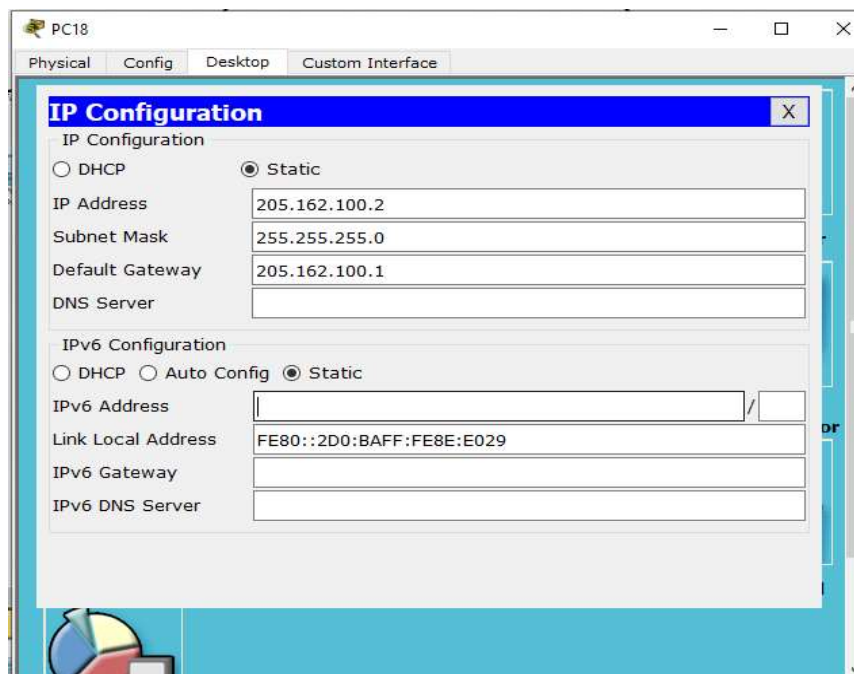 PC18
Physical Config Desktop Custom Interface
IP Configuration X
IP Configuration
DHCP Static
IP Address 205.162.100.2
Subnet Mask 255.255.255.0
Default Gateway 205.162.100.1
DNS Server
IPv6 Configuration
DHCP Auto Config Static
IPv6 Address /
Link Local Address FE80::2D0:BAFF:FE8E:E029
IPv6 Gateway
IPv6 DNS Server
or